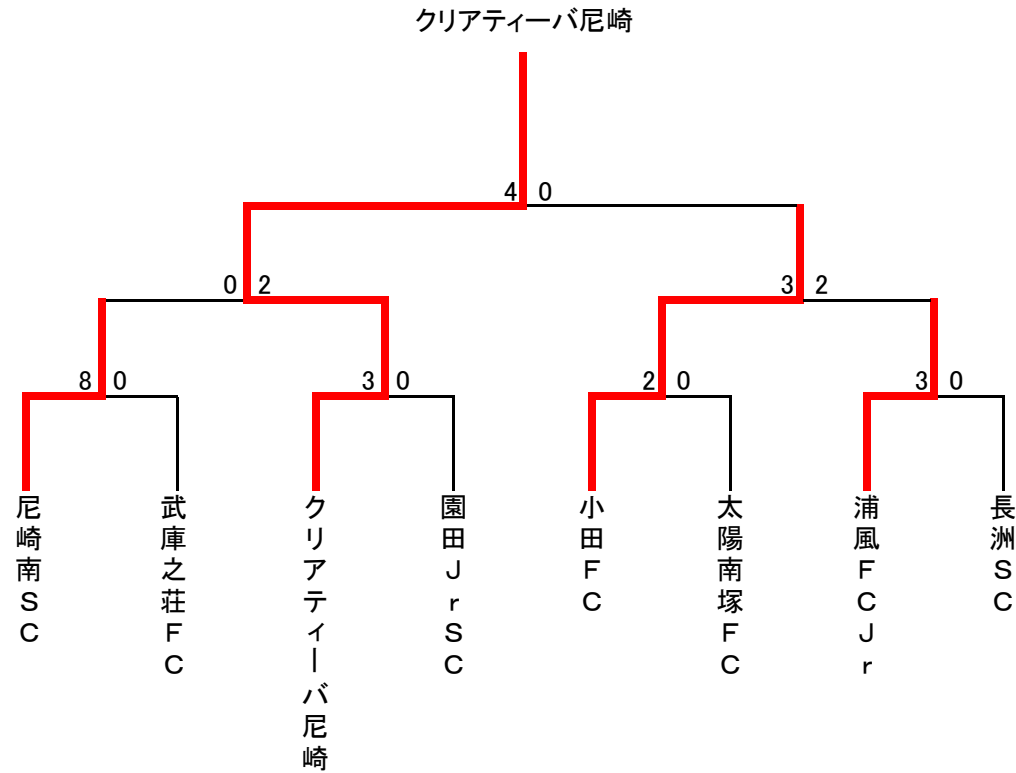 クリアティーバ尼崎
4 0
0 2
3 2
8 0
3 0
2 0
3 0
尼崎南SC
武庫之荘FC
クリアティーバ尼崎
園田JrSC
小田FC
太陽南塚FC
浦風FCJr
長洲SC